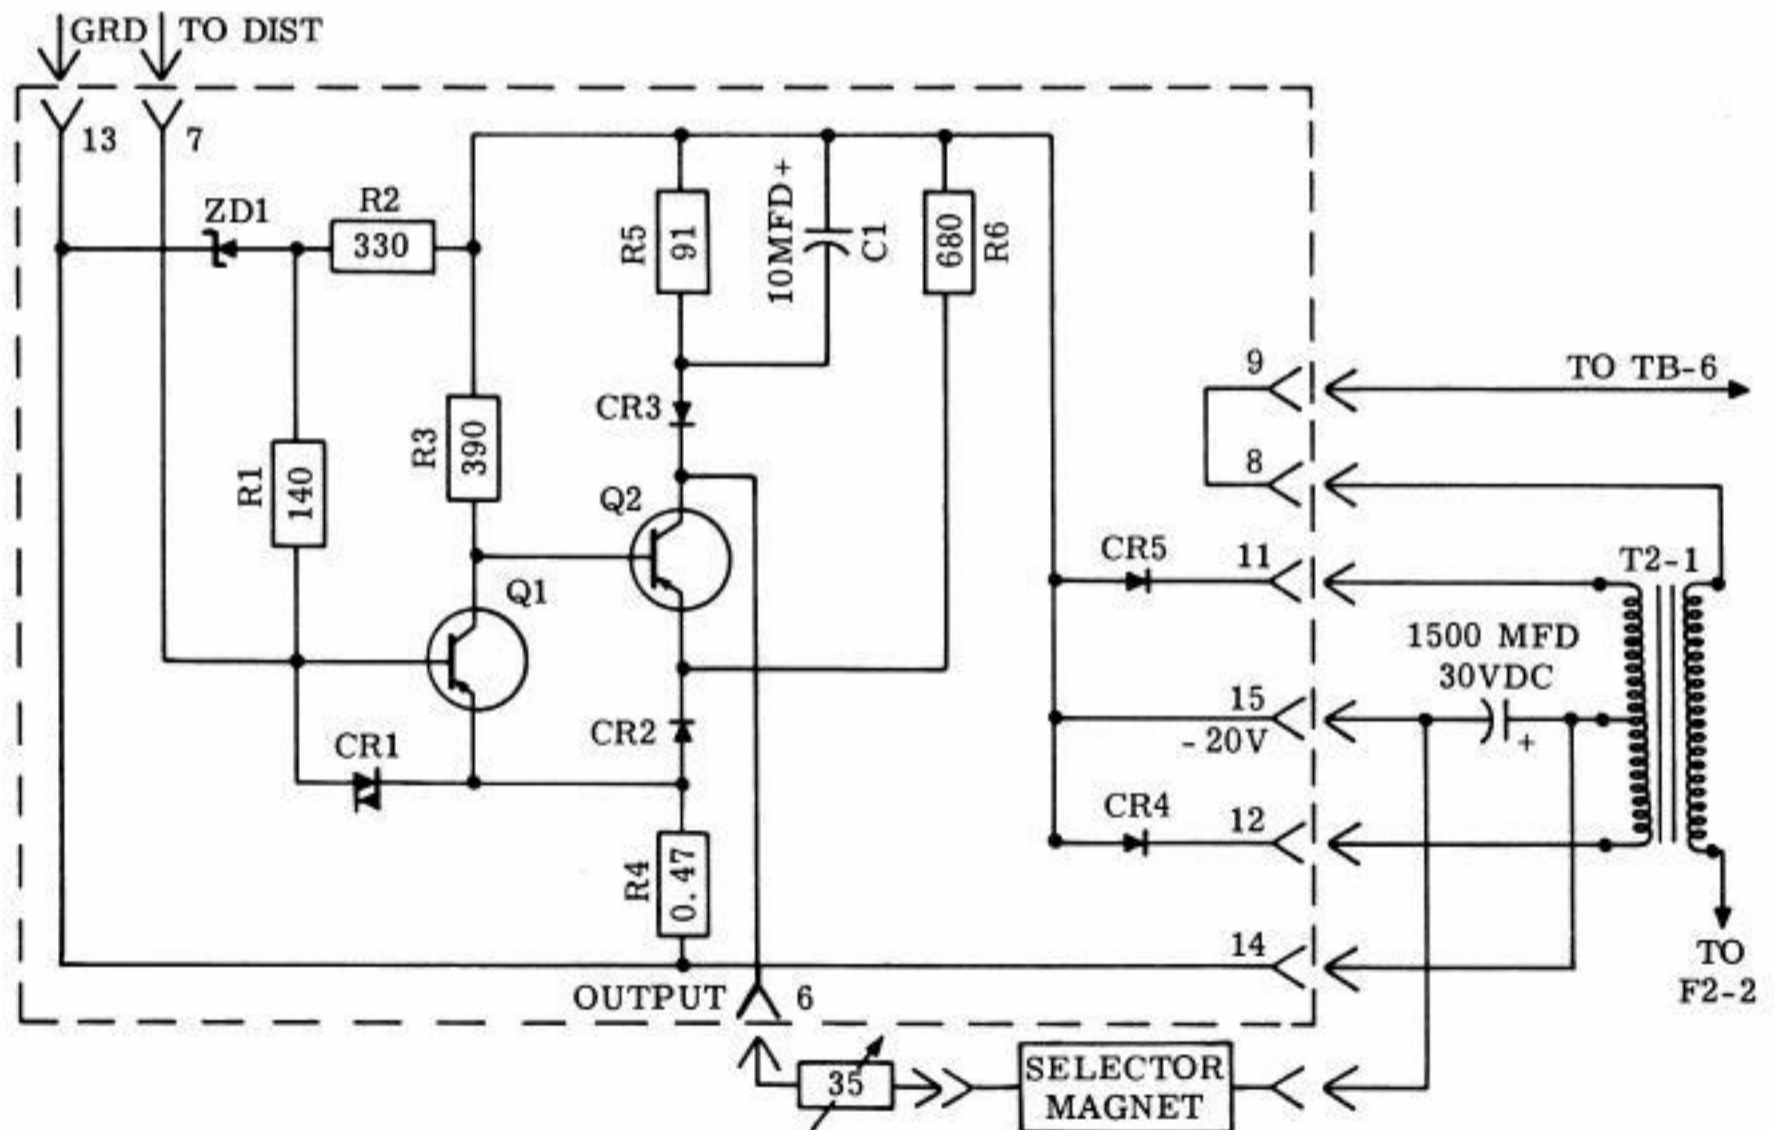 GRD TO DIST
13 7
ZD1
R2
330
R5
91
10MFD+
C1
680
R6
R1
140
R3
390
CR3
Q2
Q1
CR1
CR2
R4
0.47
9
TO TB-6
8
CR5
11
T2-1
1500 MFD
30VDC
+
15
-20V
CR4
12
14
TO
F2-2
OUTPUT 6
35
SELECTOR
MAGNET